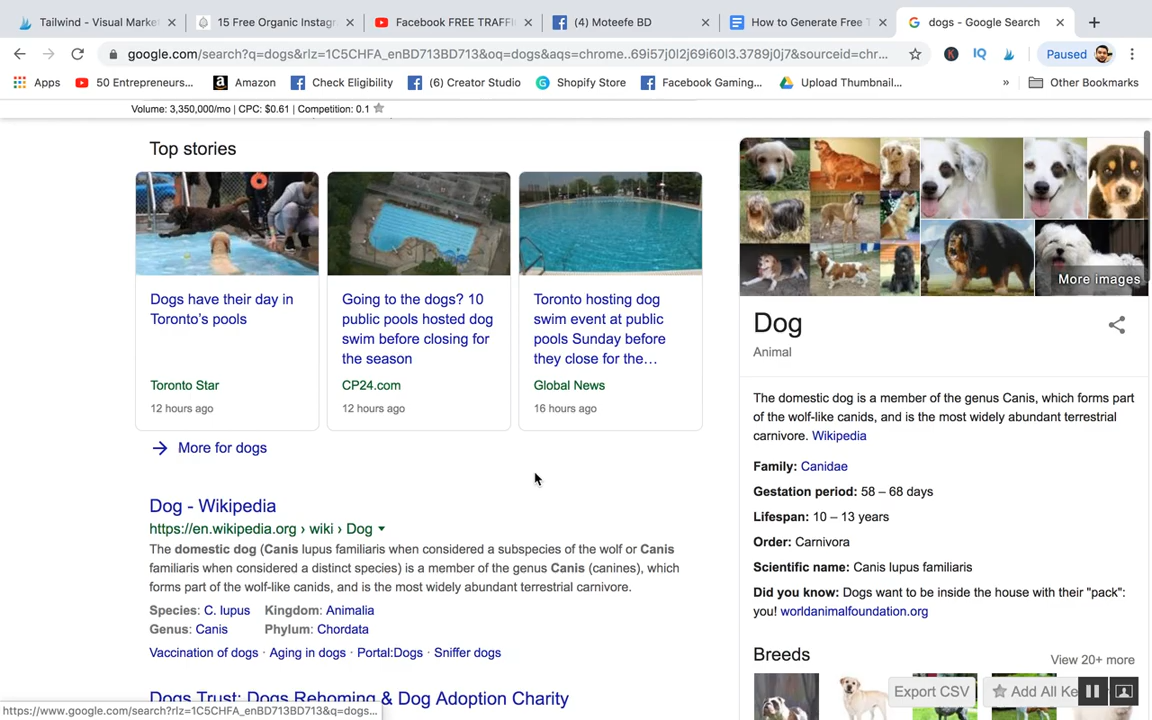 Tailwind - Visual Market
15 Free Organic Instag
Facebook FREE TRAFFI
(4) Moteefe BD
How to Generate Free T
dogs - Google Search
google.com/search?q=dogs&rlz=1C5CHFA_enBD713BD713&oq=dogs&aqs=chrome..69i57j0l2j69i60l3.3789j0j7&sourceid=chr...
Paused
Apps
50 Entrepreneurs...
Amazon
Check Eligibility
(6) Creator Studio
Shopify Store
Facebook Gaming...
Upload Thumbnail...
»
Other Bookmarks
Volume: 3,350,000/mo | CPC: $0.61 | Competition: 0.1
Top stories
Dogs have their day in
Toronto's pools
Toronto Star
12 hours ago
Going to the dogs? 10
public pools hosted dog
swim before closing for
the season
CP24.com
12 hours ago
Toronto hosting dog
swim event at public
pools Sunday before
they close for the...
Global News
16 hours ago
More for dogs
Dog - Wikipedia
https://en.wikipedia.org › wiki › Dog
The domestic dog (Canis lupus familiaris when considered a subspecies of the wolf or Canis
familiaris when considered a distinct species) is a member of the genus Canis (canines), which
forms part of the wolf-like canids, and is the most widely abundant terrestrial carnivore.
Species: C. lupus Kingdom: Animalia
Genus: Canis Phylum: Chordata
Vaccination of dogs · Aging in dogs · Portal:Dogs · Sniffer dogs
Dogs Trust: Dogs Rehoming & Dog Adoption Charity
https://www.google.com/search?rlz=1C5CHFA_enBD713BD713&q=dogs...
More images
Dog
Animal
The domestic dog is a member of the genus Canis, which forms part
of the wolf-like canids, and is the most widely abundant terrestrial
carnivore. Wikipedia
Family: Canidae
Gestation period: 58 – 68 days
Lifespan: 10 – 13 years
Order: Carnivora
Scientific name: Canis lupus familiaris
Did you know: Dogs want to be inside the house with their "pack":
you! worldanimalfoundation.org
Breeds
View 20+ more
Export CSV
Add All Ke